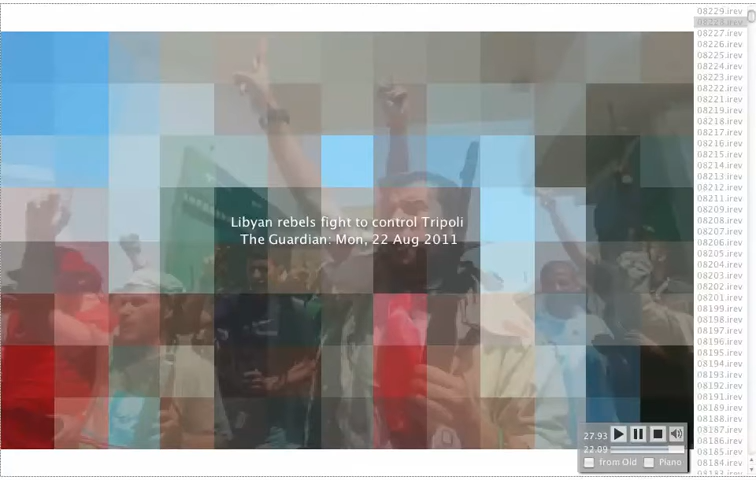 08229.irev
08228.irev
08227.irev
08226.irev
08225.irev
08224.irev
08223.irev
08222.irev
08221.irev
08219.irev
08218.irev
08217.irev
08216.irev
08215.irev
08214.irev
08213.irev
08212.irev
08211.irev
08209.irev
08208.irev
08207.irev
08206.irev
08205.irev
08204.irev
08203.irev
08202.irev
08201.irev
08199.irev
08198.irev
08197.irev
08196.irev
08195.irev
08194.irev
08193.irev
08192.irev
08191.irev
08189.irev
08188.irev
08187.irev
08186.irev
08185.irev
08184.irev
08183.irev
Libyan rebels fight to control Tripoli
The Guardian: Mon, 22 Aug 2011
27.93
22.09
from Old
Piano